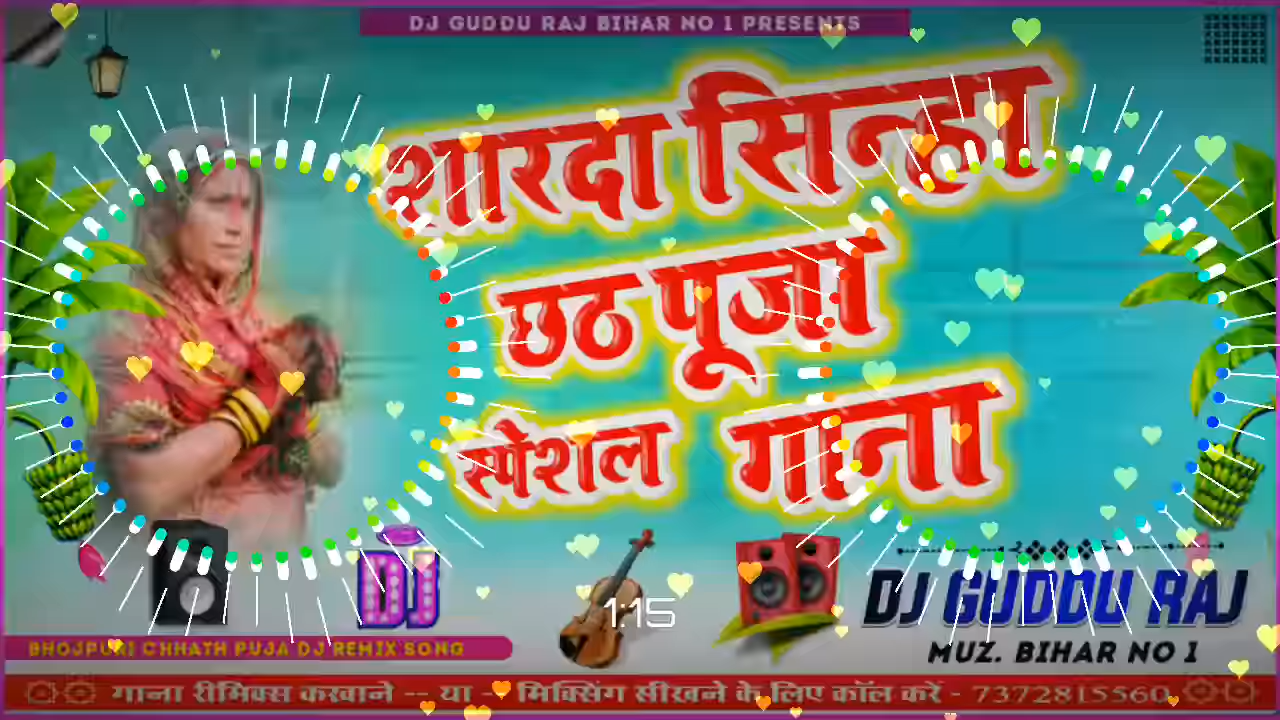 DJ GUDDU RAJ BIHAR NO 1 PRESENTS
शारदा सिन्हा
छठ पूजा
स्पेशल गाना
DJ
1:15
DJ GUDDU RAJ
MUZ. BIHAR NO 1
BHOJPURI CHHATH PUJA DJ REMIX SONG
गाना रीमिक्स करवाने -- या -- मिक्सिंग सीखने के लिए कॉल करें - 7372815560